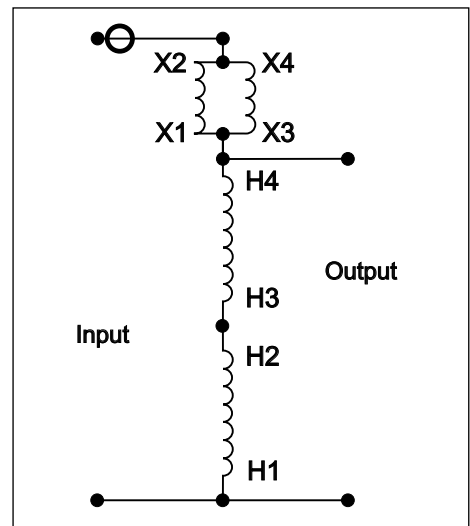 X2 X4
X1 X3
H4
Output
H3
Input
H2
H1